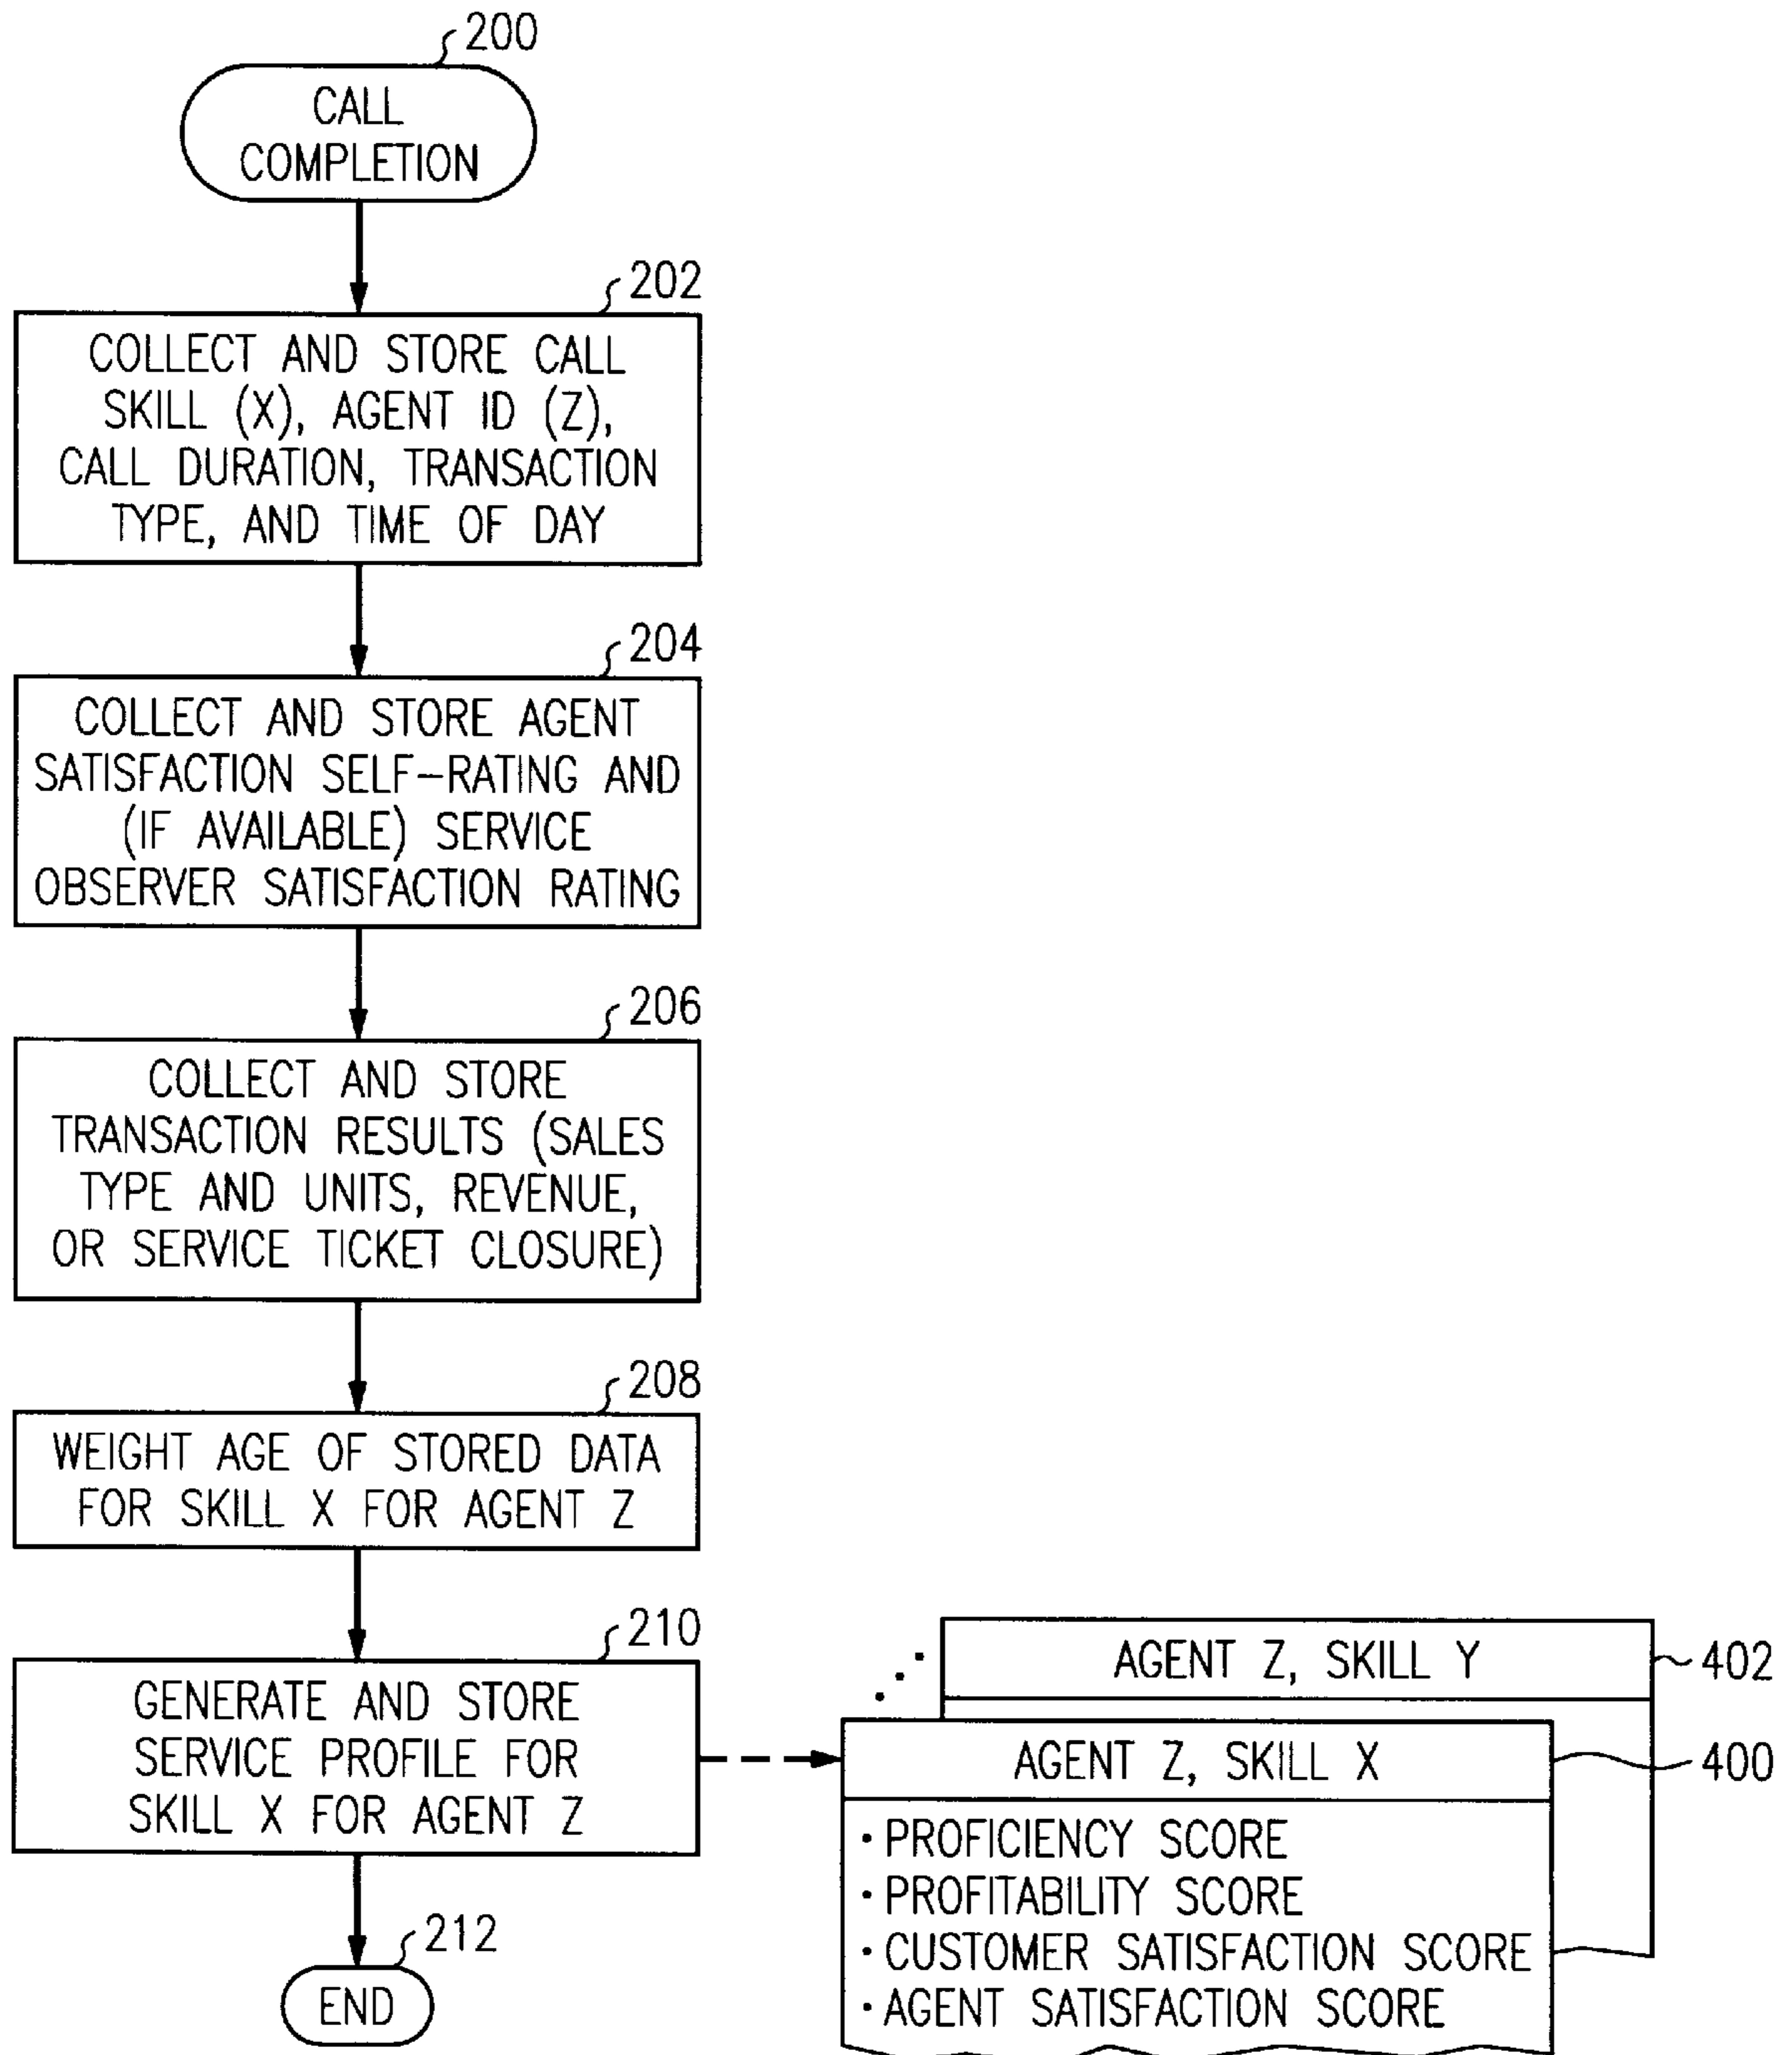 200
CALL
COMPLETION
202
COLLECT AND STORE CALL
SKILL (X), AGENT ID (Z),
CALL DURATION, TRANSACTION
TYPE, AND TIME OF DAY
204
COLLECT AND STORE AGENT
SATISFACTION SELF-RATING AND
(IF AVAILABLE) SERVICE
OBSERVER SATISFACTION RATING
206
COLLECT AND STORE
TRANSACTION RESULTS (SALES
TYPE AND UNITS, REVENUE,
OR SERVICE TICKET CLOSURE)
208
WEIGHT AGE OF STORED DATA
FOR SKILL X FOR AGENT Z
210
GENERATE AND STORE
SERVICE PROFILE FOR
SKILL X FOR AGENT Z
212
END
AGENT Z, SKILL Y
402
AGENT Z, SKILL X
400
· PROFICIENCY SCORE
· PROFITABILITY SCORE
· CUSTOMER SATISFACTION SCORE
· AGENT SATISFACTION SCORE